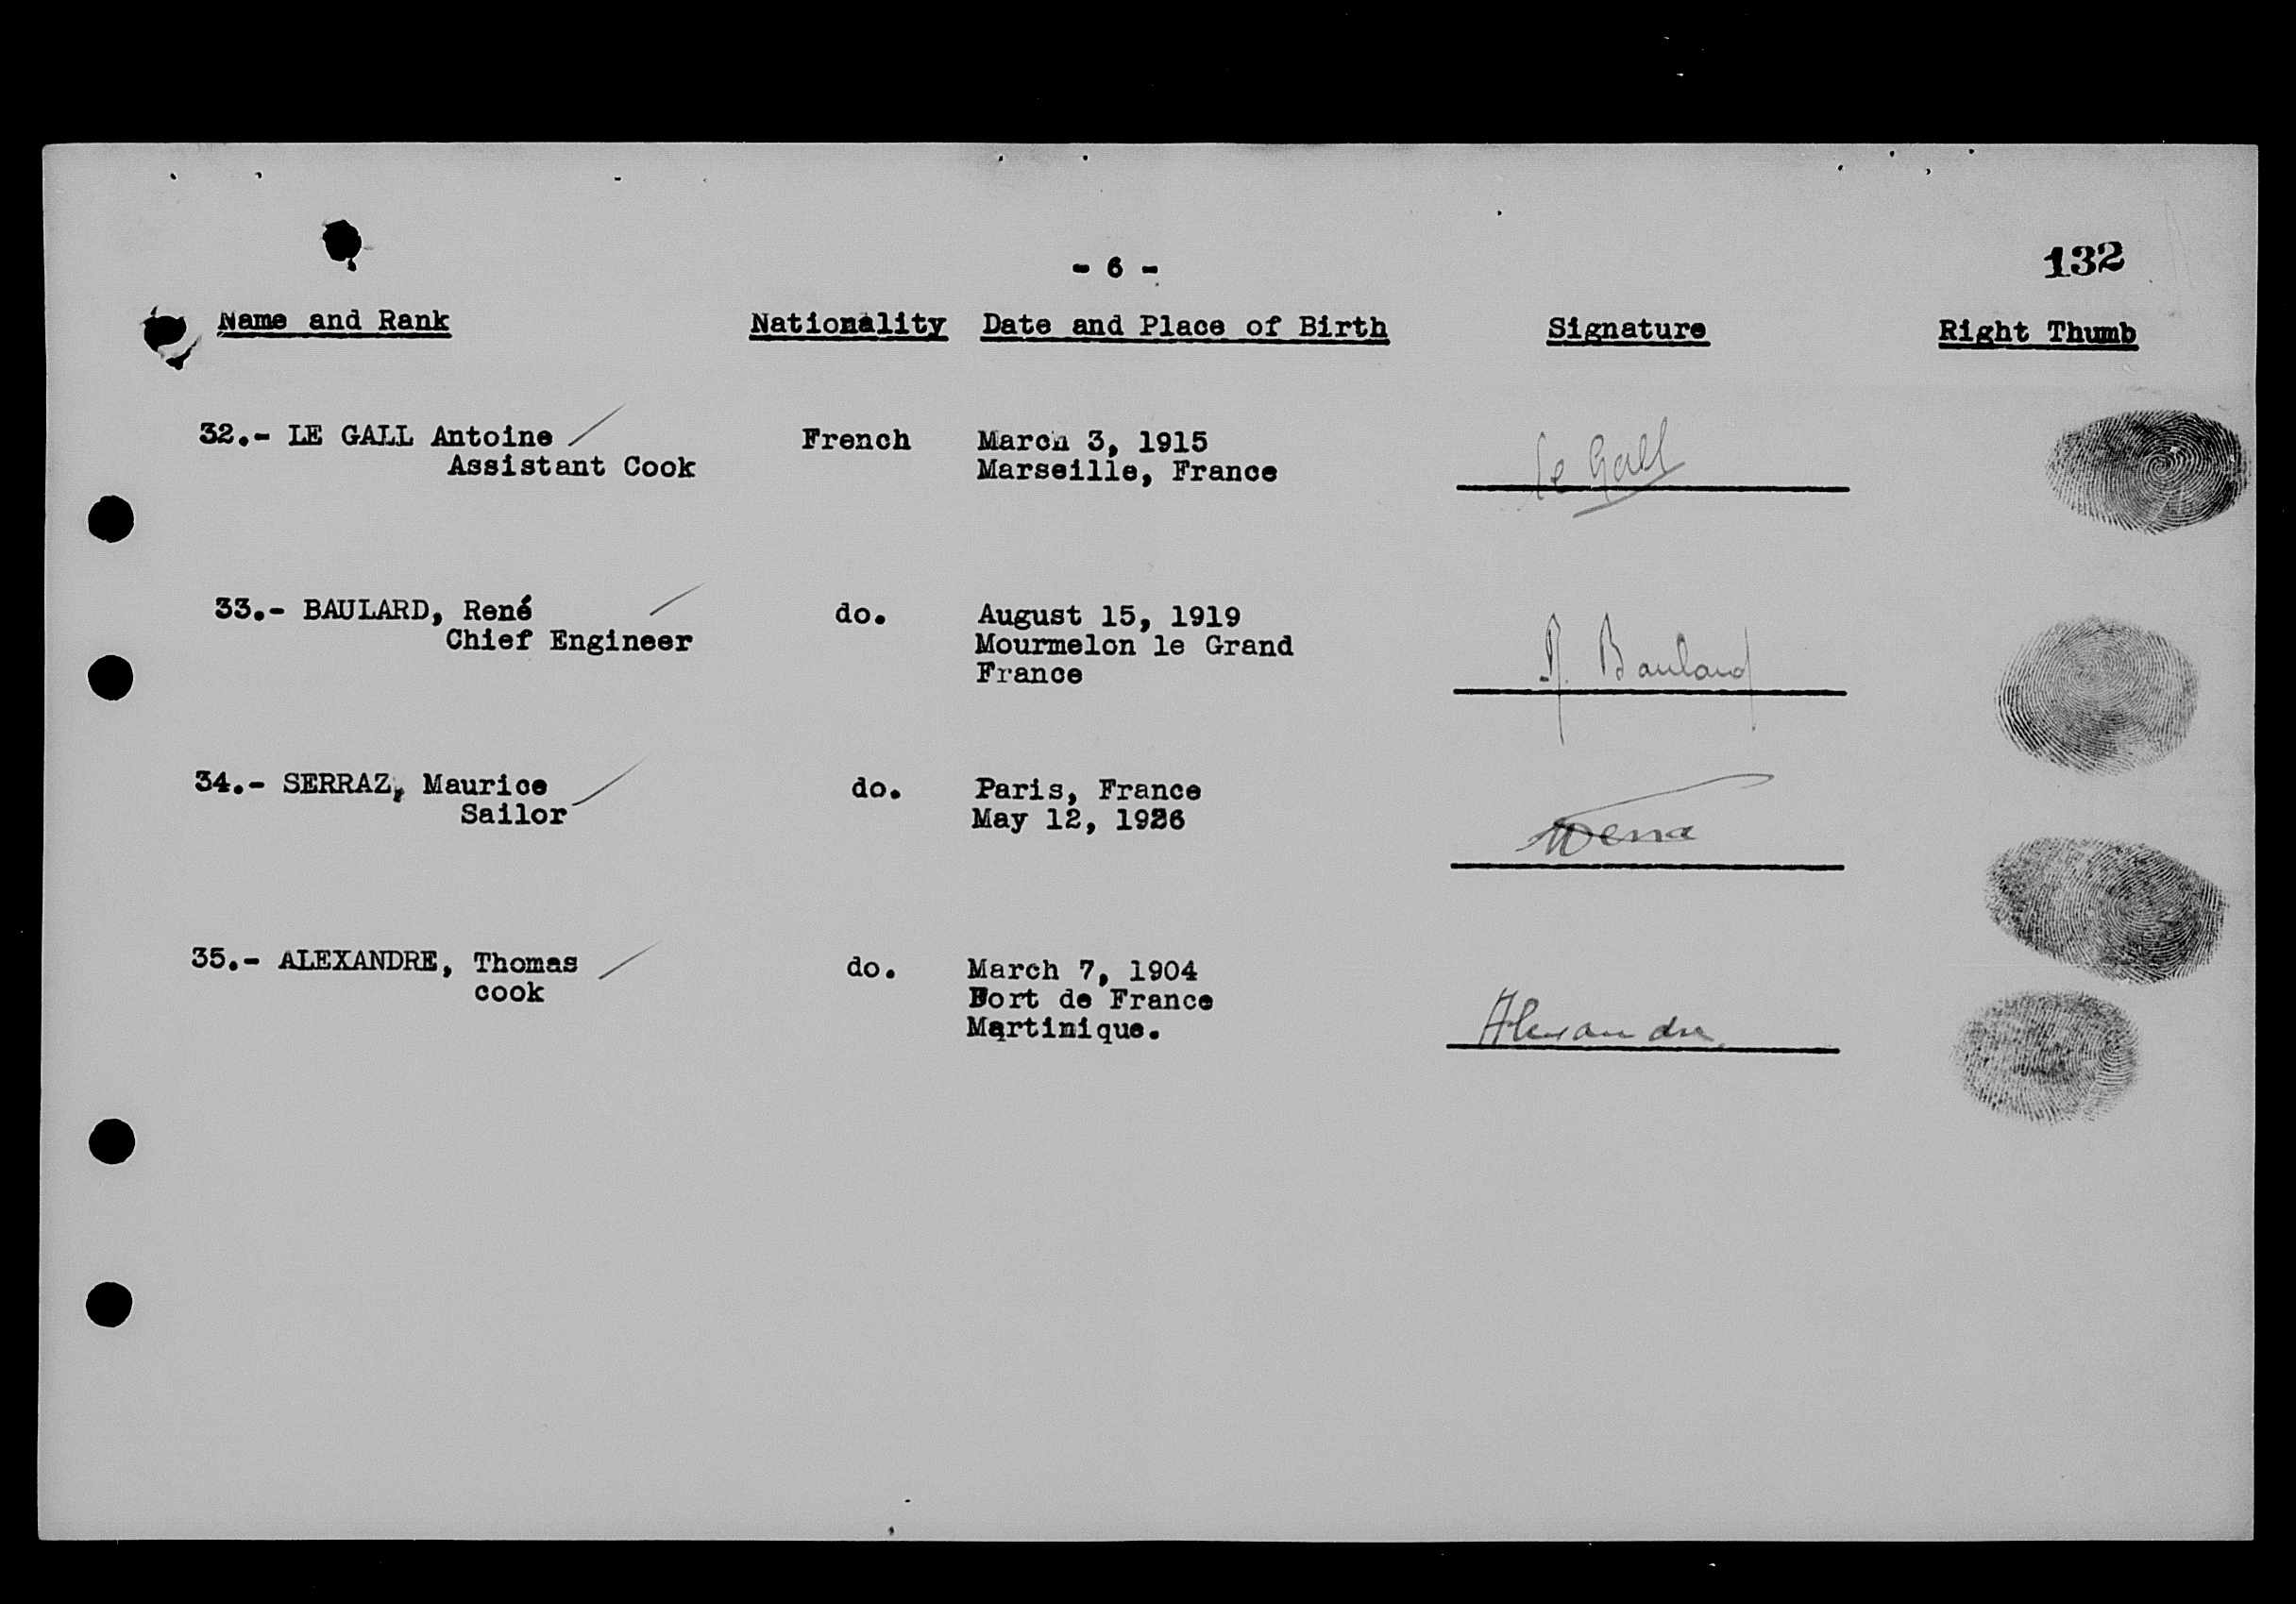 - 6 -
132
Name and Rank Nationality Date and Place of Birth Signature Right Thumb
32.- LE GALL Antoine French March 3, 1915
Assistant Cook Marseille, France Le Gall
33.- BAULARD, René do. August 15, 1919
Chief Engineer Mourmelon le Grand R. Baulard
France
34.- SERRAZ, Maurice do. Paris, France
Sailor May 12, 1926
35.- ALEXANDRE, Thomas do. March 7, 1904
cook Fort de France
Martinique. Alexandre